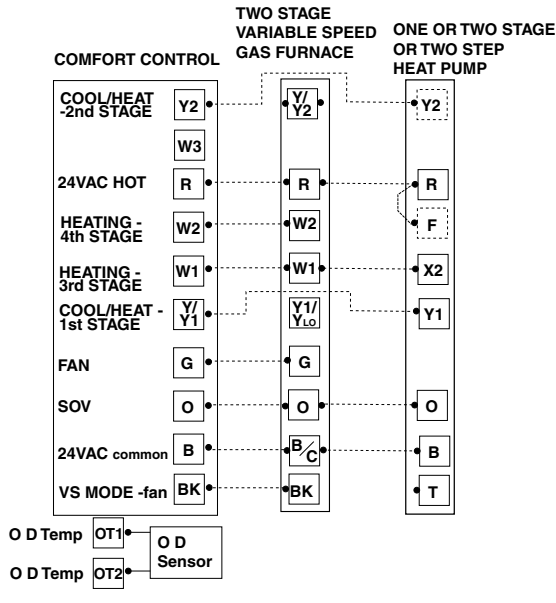 TWO STAGE
VARIABLE SPEED
GAS FURNACE
ONE OR TWO STAGE
OR TWO STEP
HEAT PUMP
COMFORT CONTROL
COOL/HEAT
-2nd STAGE
Y2
Y/
Y2
Y2
W3
24VAC HOT
R
R
R
F
HEATING -
4th STAGE
W2
W2
HEATING -
3rd STAGE
W1
W1
X2
COOL/HEAT -
1st STAGE
Y/
Y1
Y1/
YLO
Y1
FAN
G
G
SOV
O
O
O
24VAC common
B
B/C
B
VS MODE -fan
BK
BK
T
O D Temp
OT1
O D
Sensor
O D Temp
OT2